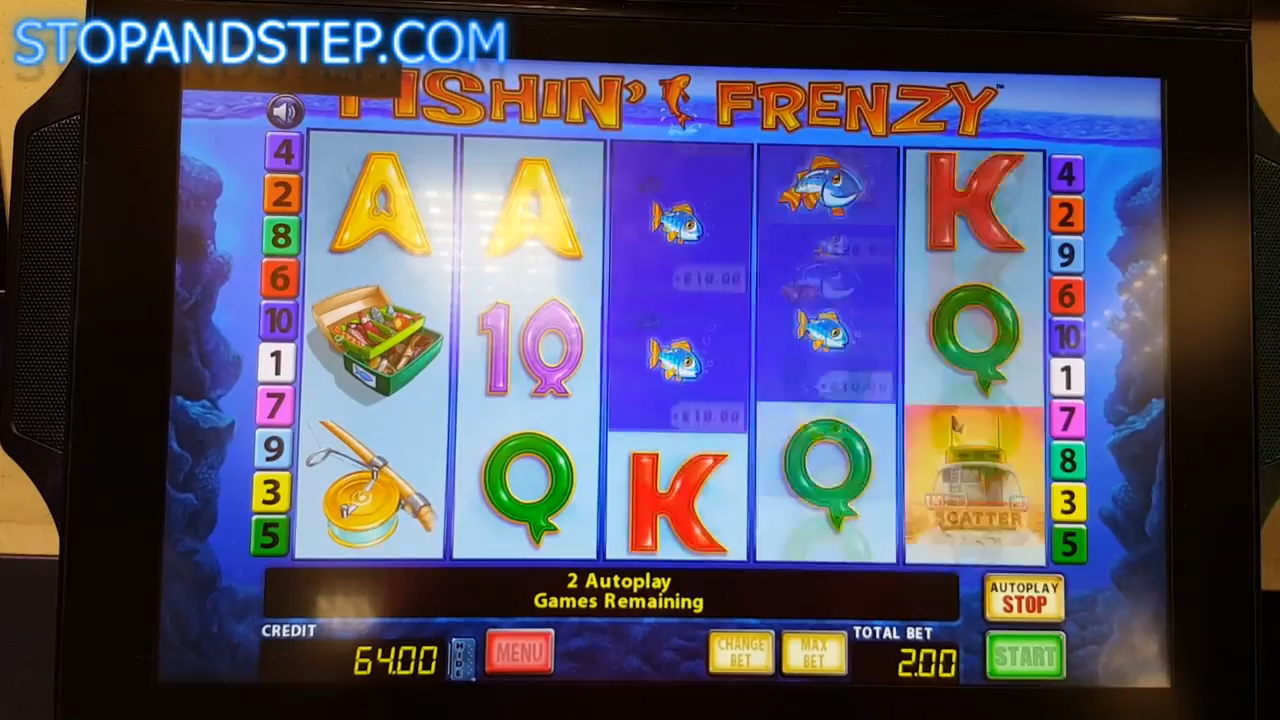 STOPANDSTEP.COM
FISHIN' FRENZY™
4
2
8
6
10
1
7
9
3
5
A A K
10 Q
Q K Q
SCATTER
4
2
9
6
10
1
7
8
3
5
2 Autoplay
Games Remaining
AUTOPLAY
STOP
CREDIT
64.00
HIDE
MENU
CHANGE
BET
MAX
BET
TOTAL BET
2.00
START